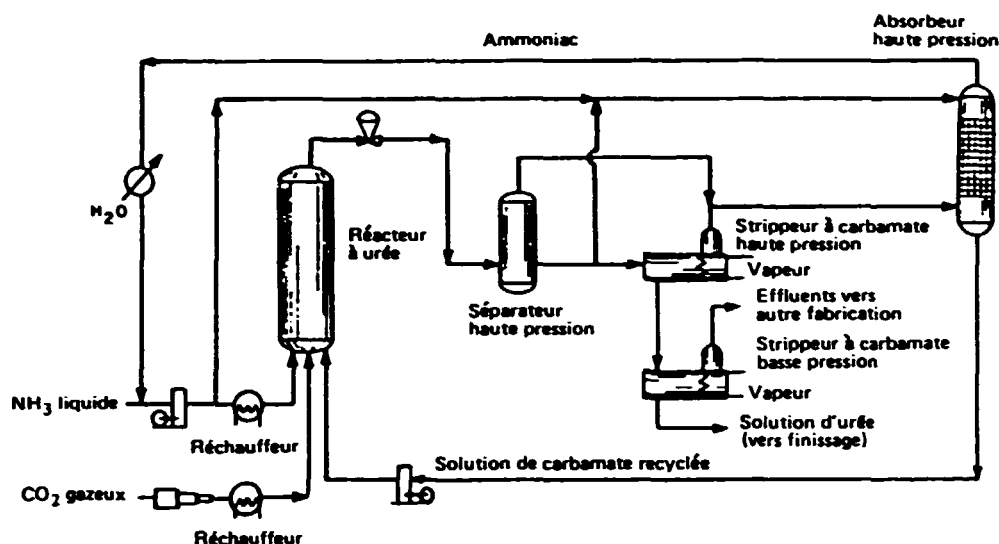 Absorbeur
haute pression
Ammoniac
H₂O
Réacteur
à urée
Séparateur
haute pression
Strippeur à carbamate
haute pression
Vapeur
Effluents vers
autre fabrication
Strippeur à carbamate
basse pression
Vapeur
Solution d'urée
(vers finissage)
NH₃ liquide
Réchauffeur
Solution de carbamate recyclée
CO₂ gazeux
Réchauffeur